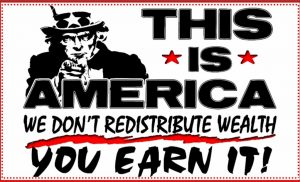 THIS
IS
AMERICA
WE DON'T REDISTRIBUTE WEALTH
YOU EARN IT!